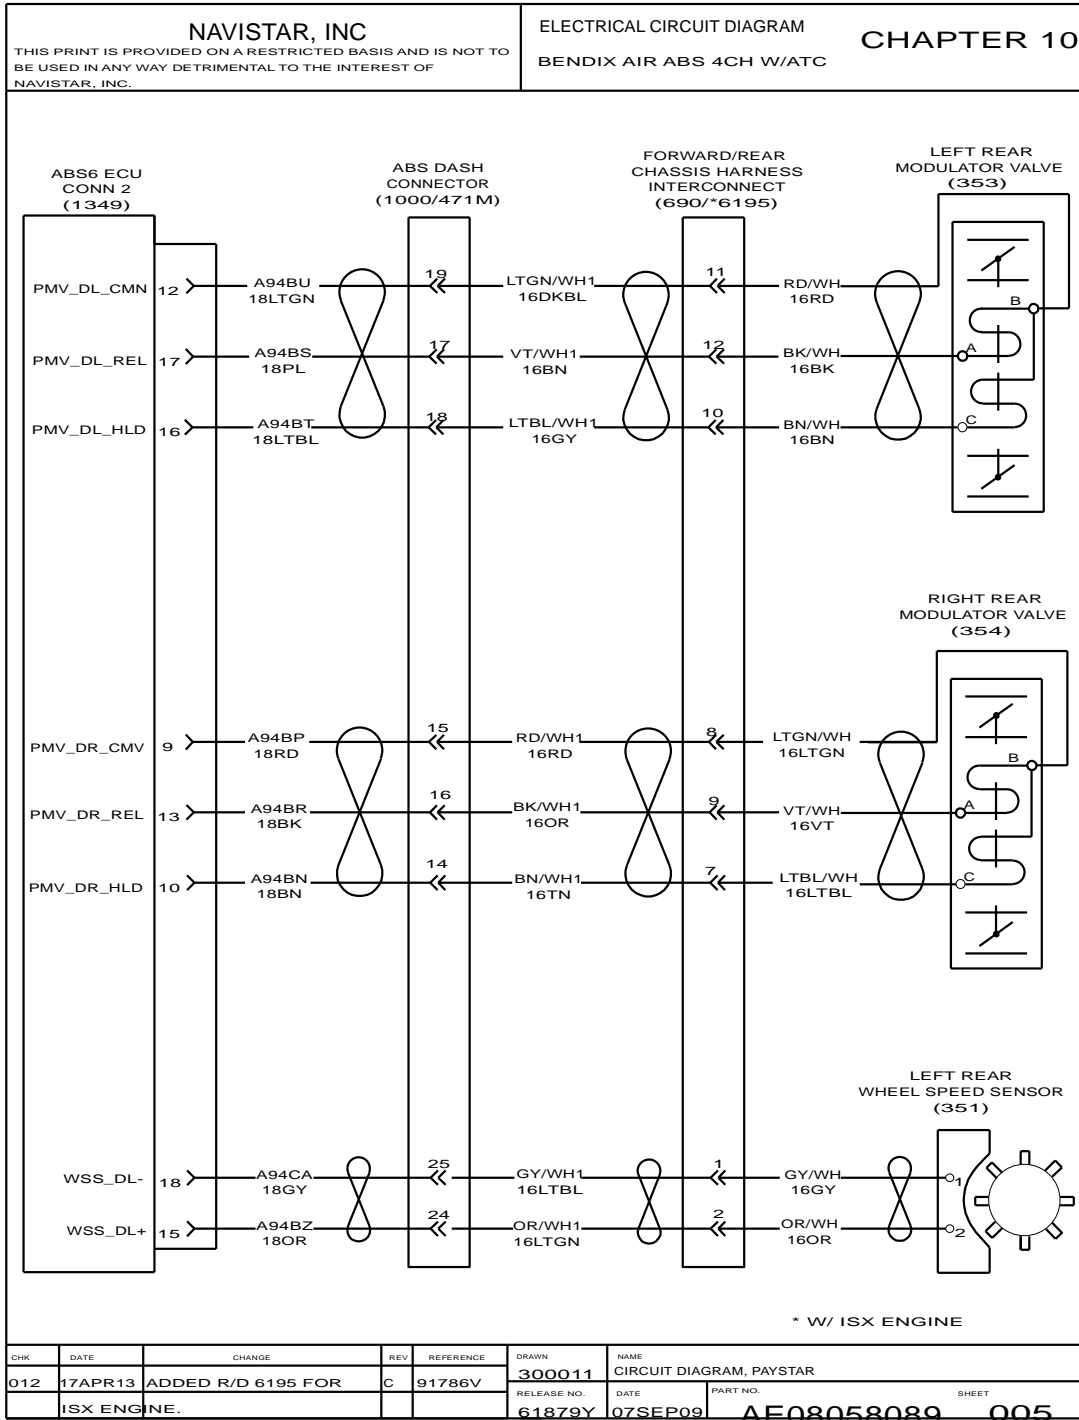 NAVISTAR, INC
THIS PRINT IS PROVIDED ON A RESTRICTED BASIS AND IS NOT TO
BE USED IN ANY WAY DETRIMENTAL TO THE INTEREST OF
NAVISTAR, INC.
ELECTRICAL CIRCUIT DIAGRAM
BENDIX AIR ABS 4CH W/ATC
CHAPTER 10
ABS6 ECU
CONN 2
(1349)
ABS DASH
CONNECTOR
(1000/471M)
FORWARD/REAR
CHASSIS HARNESS
INTERCONNECT
(690/*6195)
LEFT REAR
MODULATOR VALVE
(353)
PMV_DL_CMN 12 A94BU 19 LTGN/WH1 11 RD/WH B
18LTGN 16DKBL 16RD
PMV_DL_REL 17 A94BS 17 VT/WH1 12 BK/WH A
18PL 16BN 16BK
PMV_DL_HLD 16 A94BT 18 LTBL/WH1 10 BN/WH C
18LTBL 16GY 16BN
RIGHT REAR
MODULATOR VALVE
(354)
PMV_DR_CMV 9 A94BP 15 RD/WH1 8 LTGN/WH B
18RD 16RD 16LTGN
PMV_DR_REL 13 A94BR 16 BK/WH1 9 VT/WH A
18BK 16OR 16VT
PMV_DR_HLD 10 A94BN 14 BN/WH1 7 LTBL/WH C
18BN 16TN 16LTBL
LEFT REAR
WHEEL SPEED SENSOR
(351)
WSS_DL- 18 A94CA 25 GY/WH1 1 GY/WH 1
18GY 16LTBL 16GY
WSS_DL+ 15 A94BZ 24 OR/WH1 2 OR/WH 2
18OR 16LTGN 16OR
* W/ ISX ENGINE
CHK DATE CHANGE REV REFERENCE
012 17APR13 ADDED R/D 6195 FOR C 91786V
ISX ENGINE.
DRAWN NAME
300011 CIRCUIT DIAGRAM, PAYSTAR
RELEASE NO. DATE PART NO. SHEET
61879Y 07SEP09 AE08058089 005